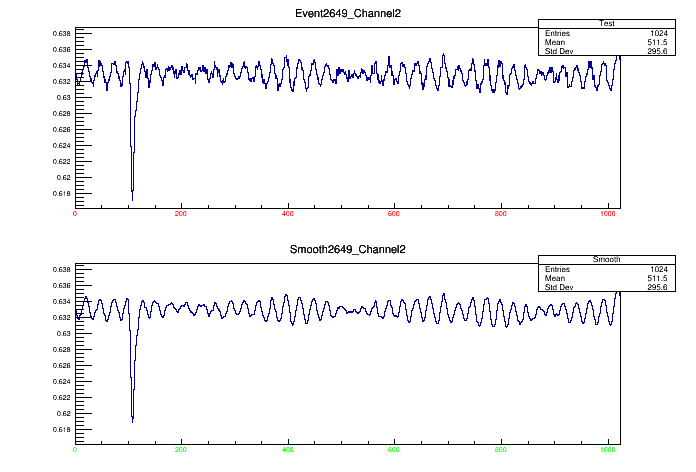 Event2649_Channel2
Test
Entries 1024
Mean 511.5
Std Dev 295.6
0.638
0.636
0.634
0.632
0.63
0.628
0.626
0.624
0.622
0.62
0.618
0 200 400 600 800 1000
Smooth2649_Channel2
Smooth
Entries 1024
Mean 511.5
Std Dev 295.6
0.638
0.636
0.634
0.632
0.63
0.628
0.626
0.624
0.622
0.62
0.618
0 200 400 600 800 1000